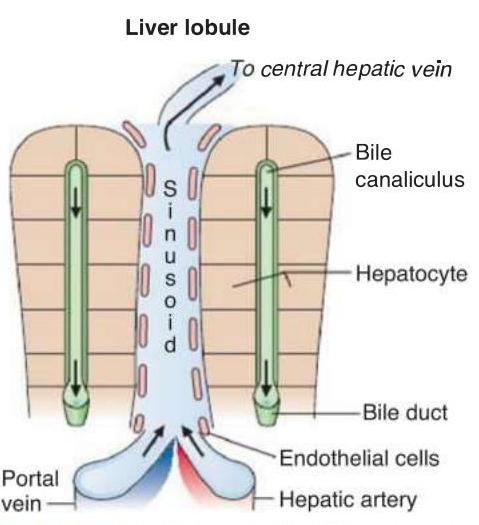 Liver lobule
To central hepatic vein
Bile
canaliculus
Sinusoid
Hepatocyte
Bile duct
Endothelial cells
Portal
vein
Hepatic artery